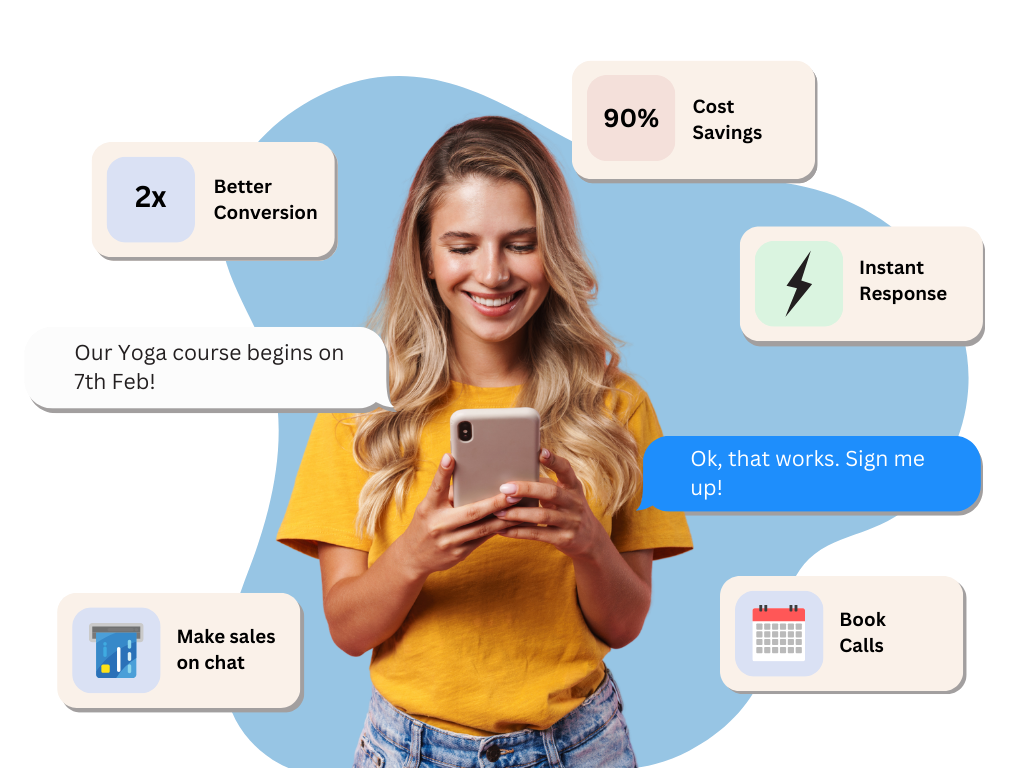 90%
Cost
Savings
2x
Better
Conversion
Instant
Response
Our Yoga course begins on
7th Feb!
Ok, that works. Sign me
up!
Make sales
on chat
Book
Calls